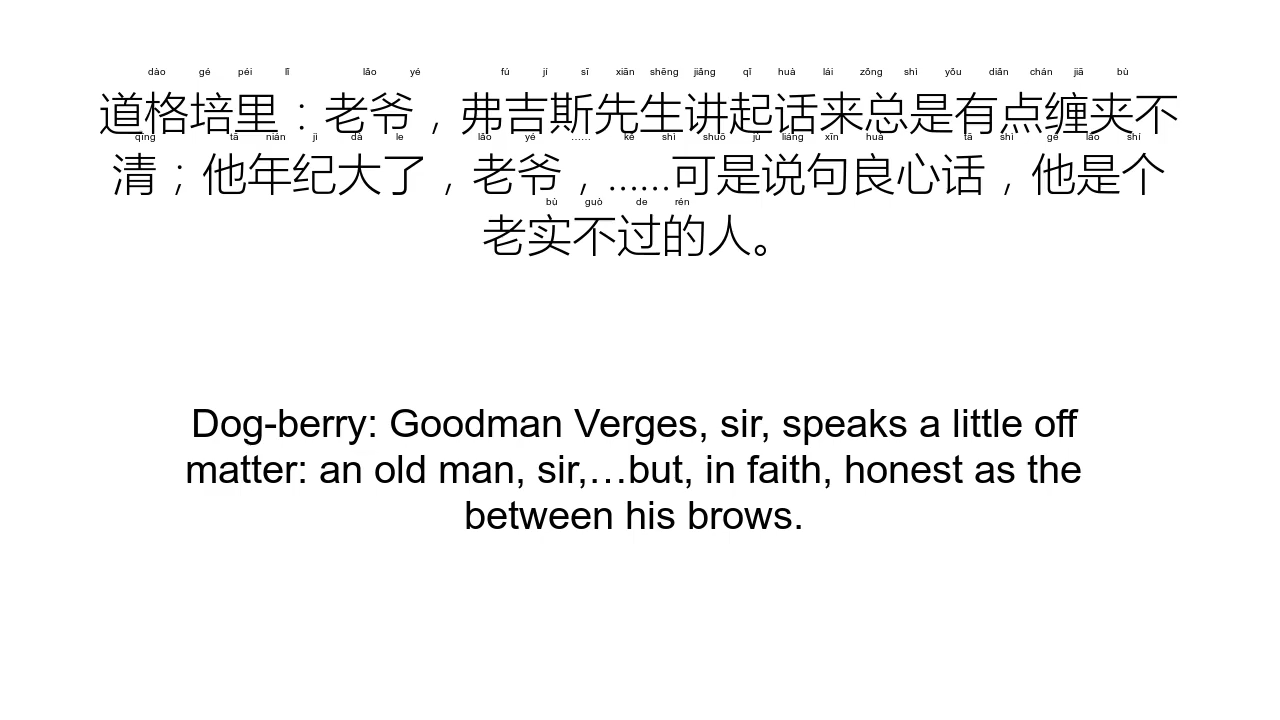 dào gé péi lǐ lǎo yé fú jí sī xiān shēng jiǎng qǐ huà lái zǒng shì yǒu diǎn chán jiā bù
道格培里：老爷，弗吉斯先生讲起话来总是有点缠夹不
qīng tā nián jì dà le lǎo yé …… kě shì shuō jù liáng xīn huà tā shì gè lǎo shí
清；他年纪大了，老爷，……可是说句良心话，他是个
bù guò de rén
老实不过的人。
Dog-berry: Goodman Verges, sir, speaks a little off
matter: an old man, sir,…but, in faith, honest as the
between his brows.